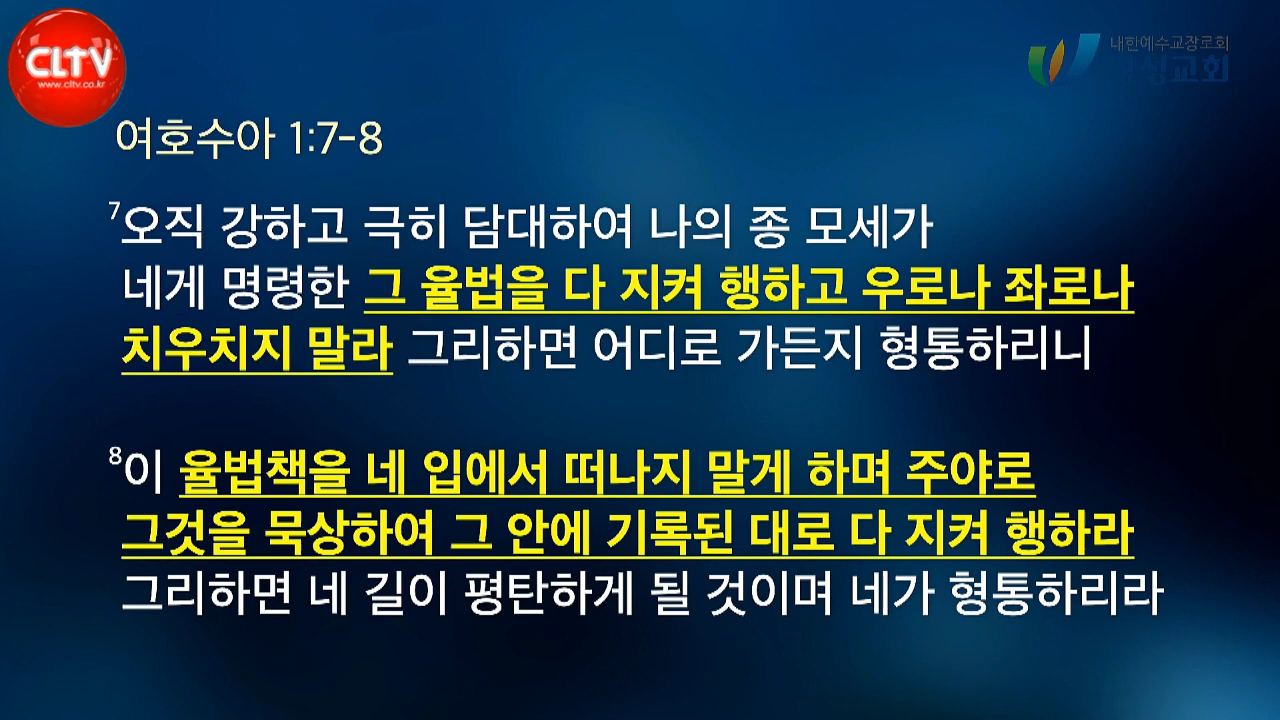 CLTV
www.cltv.co.kr
대한예수교장로회
여호수아 1:7-8
7오직 강하고 극히 담대하여 나의 종 모세가
네게 명령한 그 율법을 다 지켜 행하고 우로나 좌로나
치우치지 말라 그리하면 어디로 가든지 형통하리니
8이 율법책을 네 입에서 떠나지 말게 하며 주야로
그것을 묵상하여 그 안에 기록된 대로 다 지켜 행하라
그리하면 네 길이 평탄하게 될 것이며 네가 형통하리라